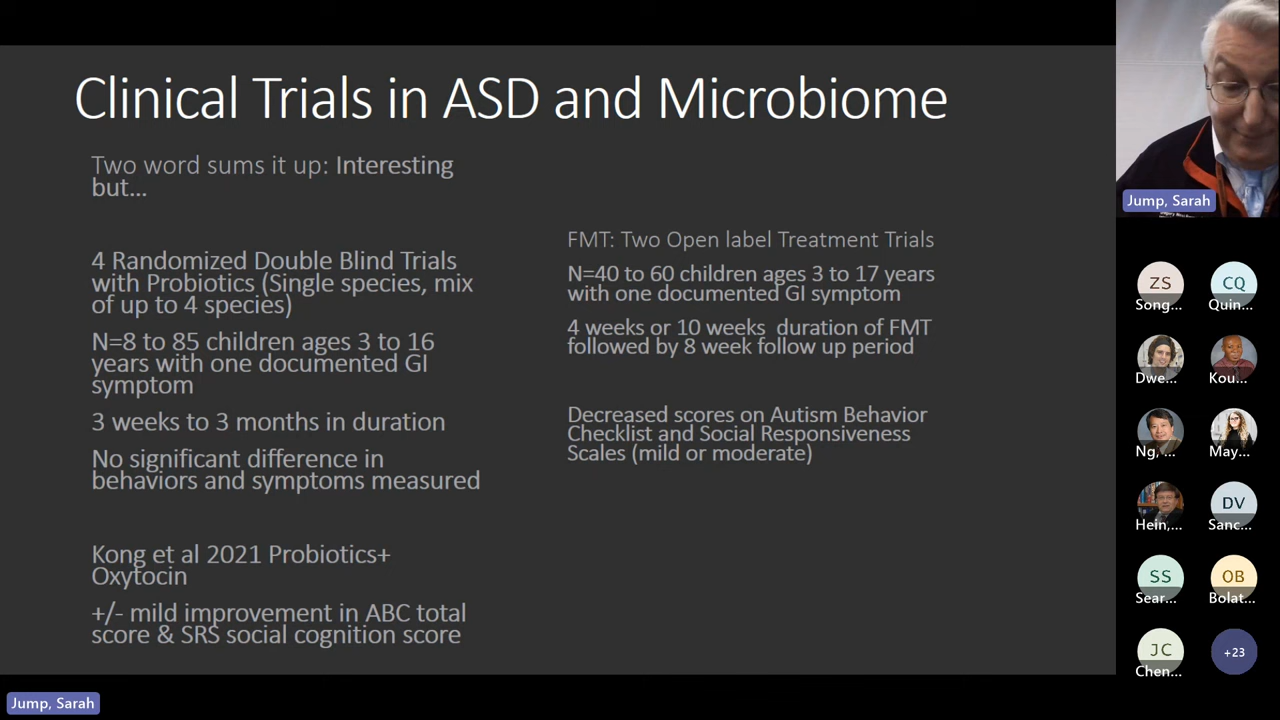 Clinical Trials in ASD and Microbiome
Two word sums it up: Interesting
but...
4 Randomized Double Blind Trials
with Probiotics (Single species, mix
of up to 4 species)
N=8 to 85 children ages 3 to 16
years with one documented GI
symptom
3 weeks to 3 months in duration
No significant difference in
behaviors and symptoms measured
Kong et al 2021 Probiotics+
Oxytocin
+/- mild improvement in ABC total
score & SRS social cognition score
FMT: Two Open label Treatment Trials
N=40 to 60 children ages 3 to 17 years
with one documented GI symptom
4 weeks or 10 weeks duration of FMT
followed by 8 week follow up period
Decreased scores on Autism Behavior
Checklist and Social Responsiveness
Scales (mild or moderate)
Jump, Sarah
ZS
Song...
CQ
Quin...
Dwe...
Kou...
Ng, ...
May...
Hein,...
DV
Sanc...
SS
Sear...
OB
Bolat...
JC
Chen...
+23
Jump, Sarah